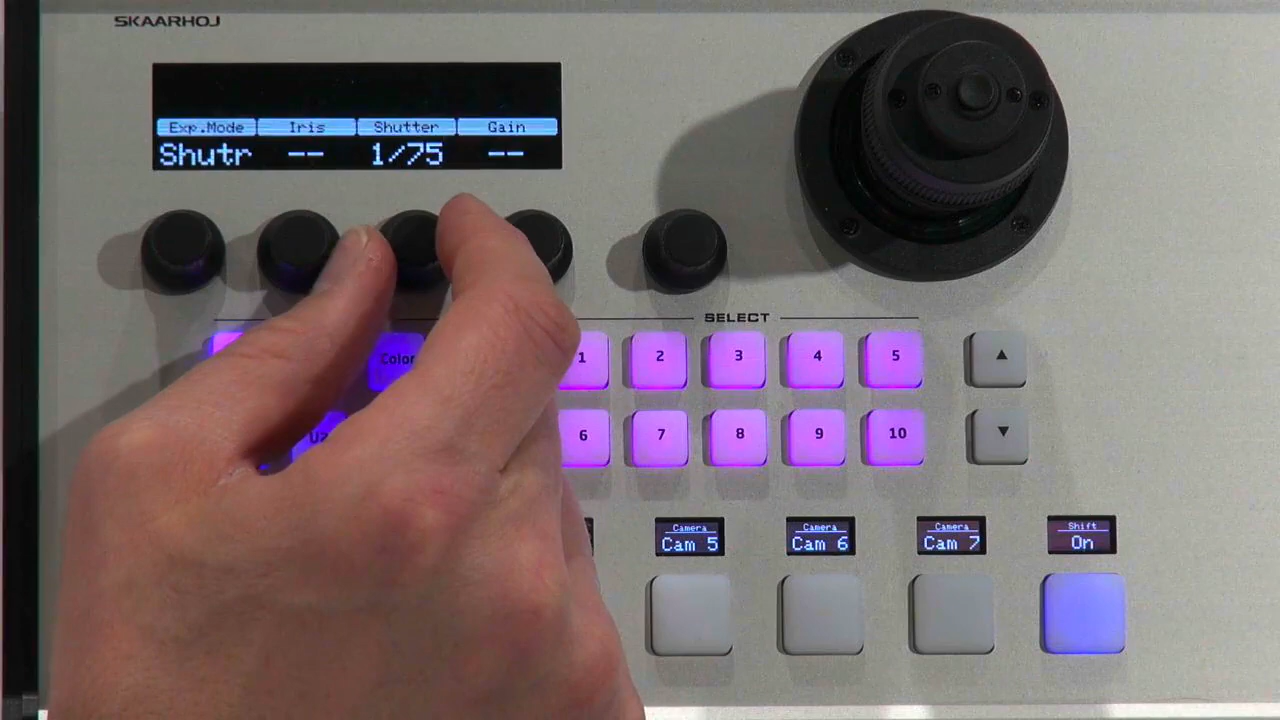 SKAARHOJ
Exp.Mode Iris Shutter Gain
Shutr -- 1/75 --
SELECT
Color 1 2 3 4 5 ▲
6 7 8 9 10 ▼
Camera Camera Camera Shift
Cam 5 Cam 6 Cam 7 On